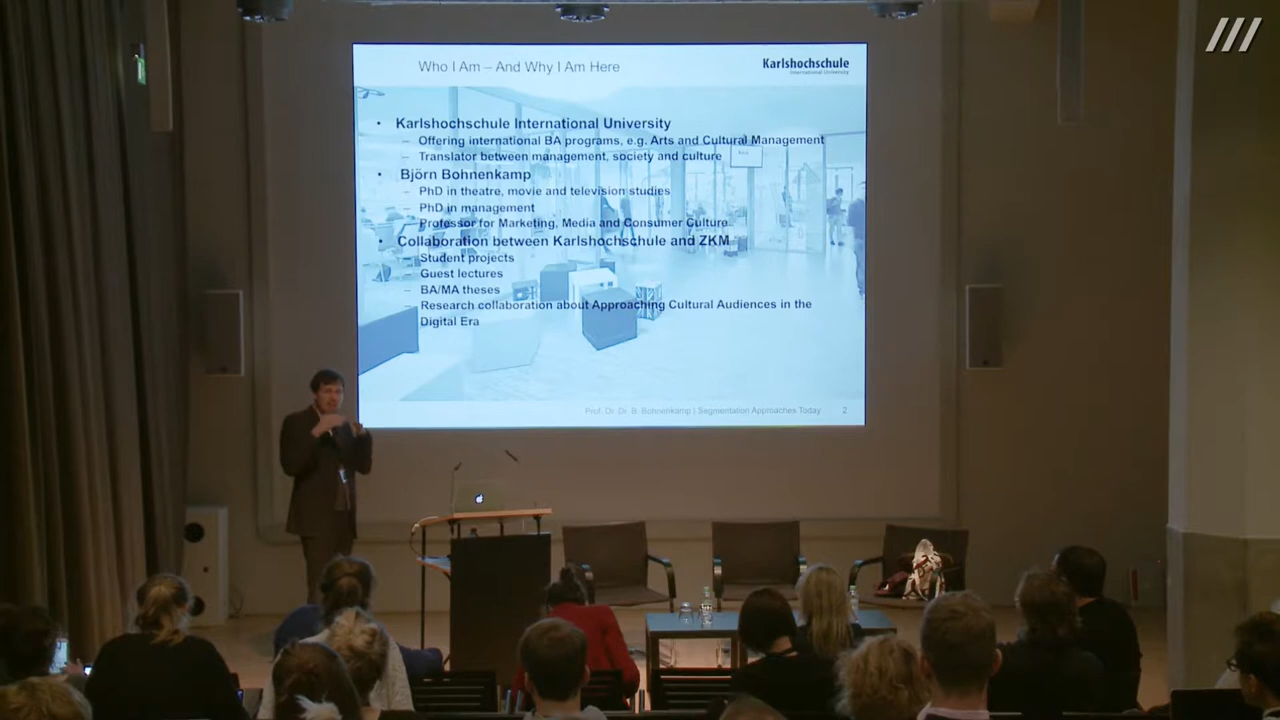 Who I Am – And Why I Am Here
Karlshochschule
International University
• Karlshochschule International University
– Offering international BA programs, e.g. Arts and Cultural Management
– Translator between management, society and culture
• Björn Bohnenkamp
– PhD in theatre, movie and television studies
– PhD in management
– Professor for Marketing, Media and Consumer Culture
• Collaboration between Karlshochschule and ZKM
– Student projects
– Guest lectures
– BA/MA theses
– Research collaboration about Approaching Cultural Audiences in the
Digital Era
Prof. Dr. Dr. B. Bohnenkamp | Segmentation Approaches Today 2